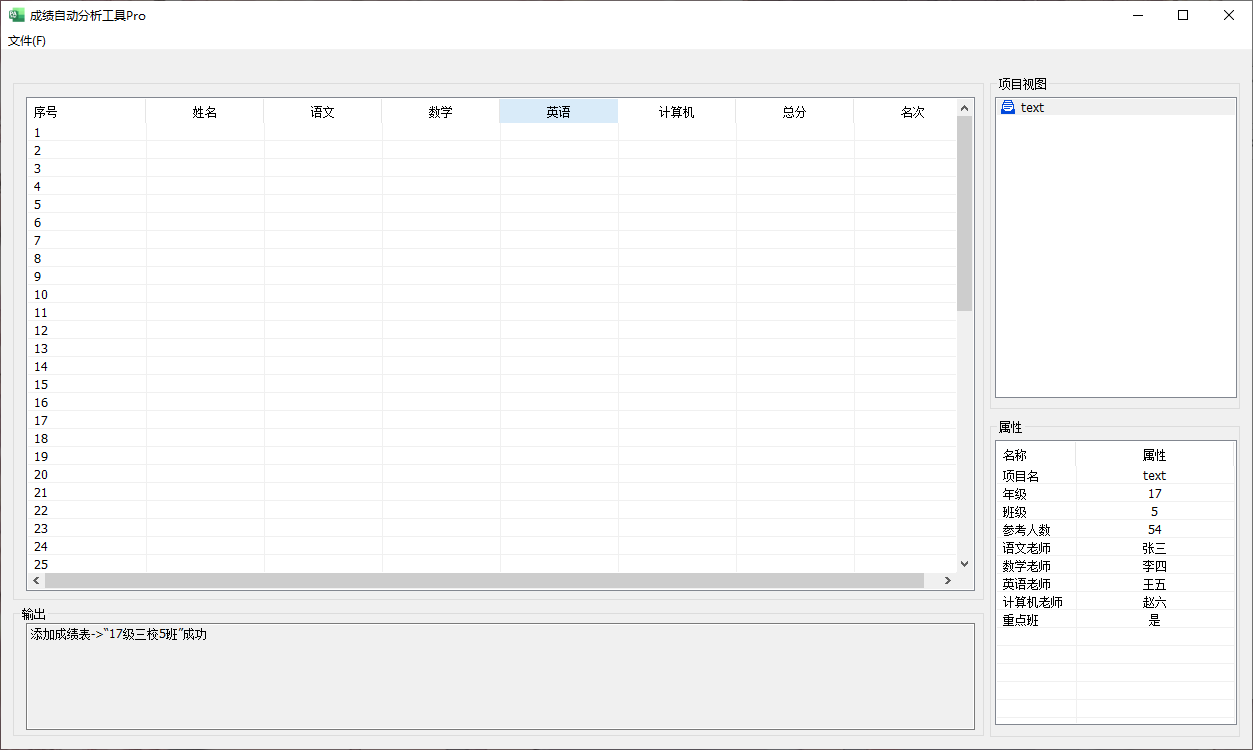 成绩自动分析工具Pro
文件(F)
序号 姓名 语文 数学 英语 计算机 总分 名次
1
2
3
4
5
6
7
8
9
10
11
12
13
14
15
16
17
18
19
20
21
22
23
24
25
输出
添加成绩表->“17级三校5班”成功
项目视图
text
属性
名称 属性
项目名 text
年级 17
班级 5
参考人数 54
语文老师 张三
数学老师 李四
英语老师 王五
计算机老师 赵六
重点班 是